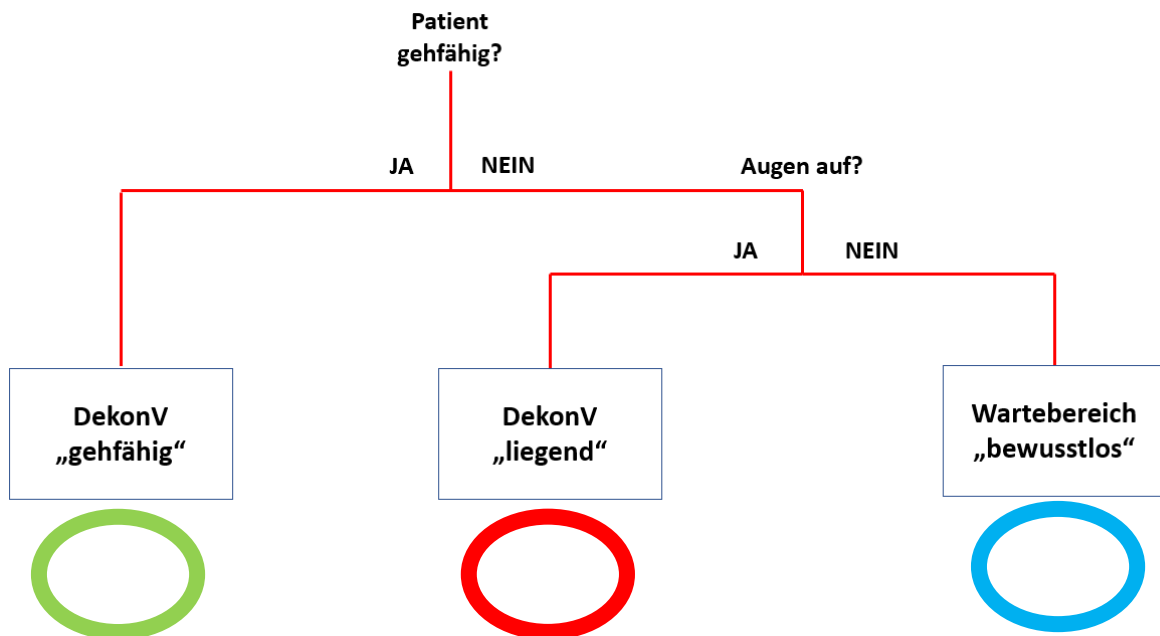 Patient
gehfähig?
JA
NEIN
Augen auf?
JA
NEIN
DekonV
„gehfähig“
DekonV
„liegend“
Wartebereich
„bewusstlos“